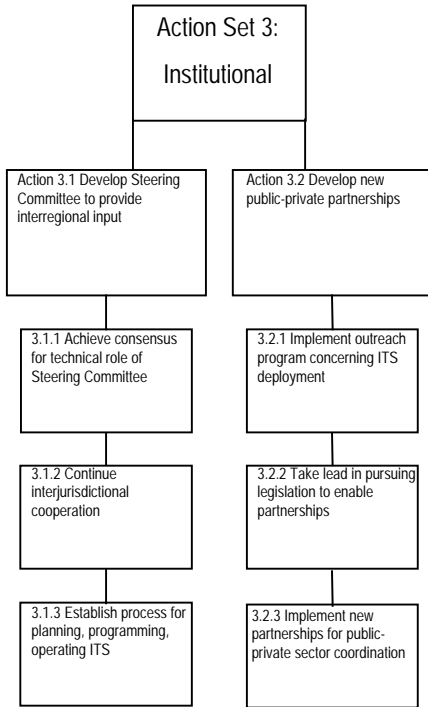 Action Set 3:
Institutional
Action 3.1 Develop Steering
Committee to provide
interregional input
3.1.1 Achieve consensus
for technical role of
Steering Committee
3.1.2 Continue
interjurisdictional
cooperation
3.1.3 Establish process for
planning, programming,
operating ITS
Action 3.2 Develop new
public-private partnerships
3.2.1 Implement outreach
program concerning ITS
deployment
3.2.2 Take lead in pursuing
legislation to enable
partnerships
3.2.3 Implement new
partnerships for public-
private sector coordination